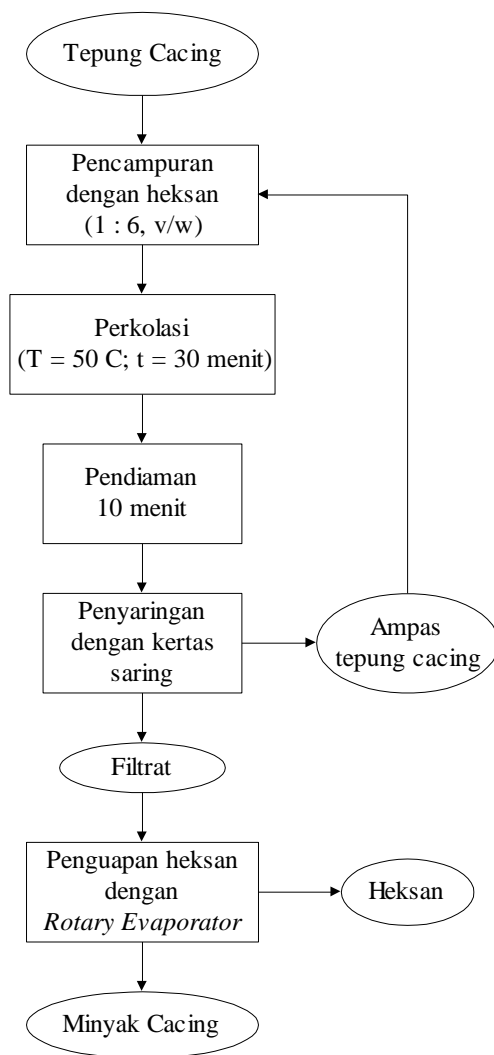 Tepung Cacing
Pencampuran
dengan heksan
(1 : 6, v/w)
Perkolasi
(T = 50 C; t = 30 menit)
Pendiaman
10 menit
Penyaringan
dengan kertas
saring
Ampas
tepung cacing
Filtrat
Penguapan heksan
dengan
Rotary Evaporator
Heksan
Minyak Cacing